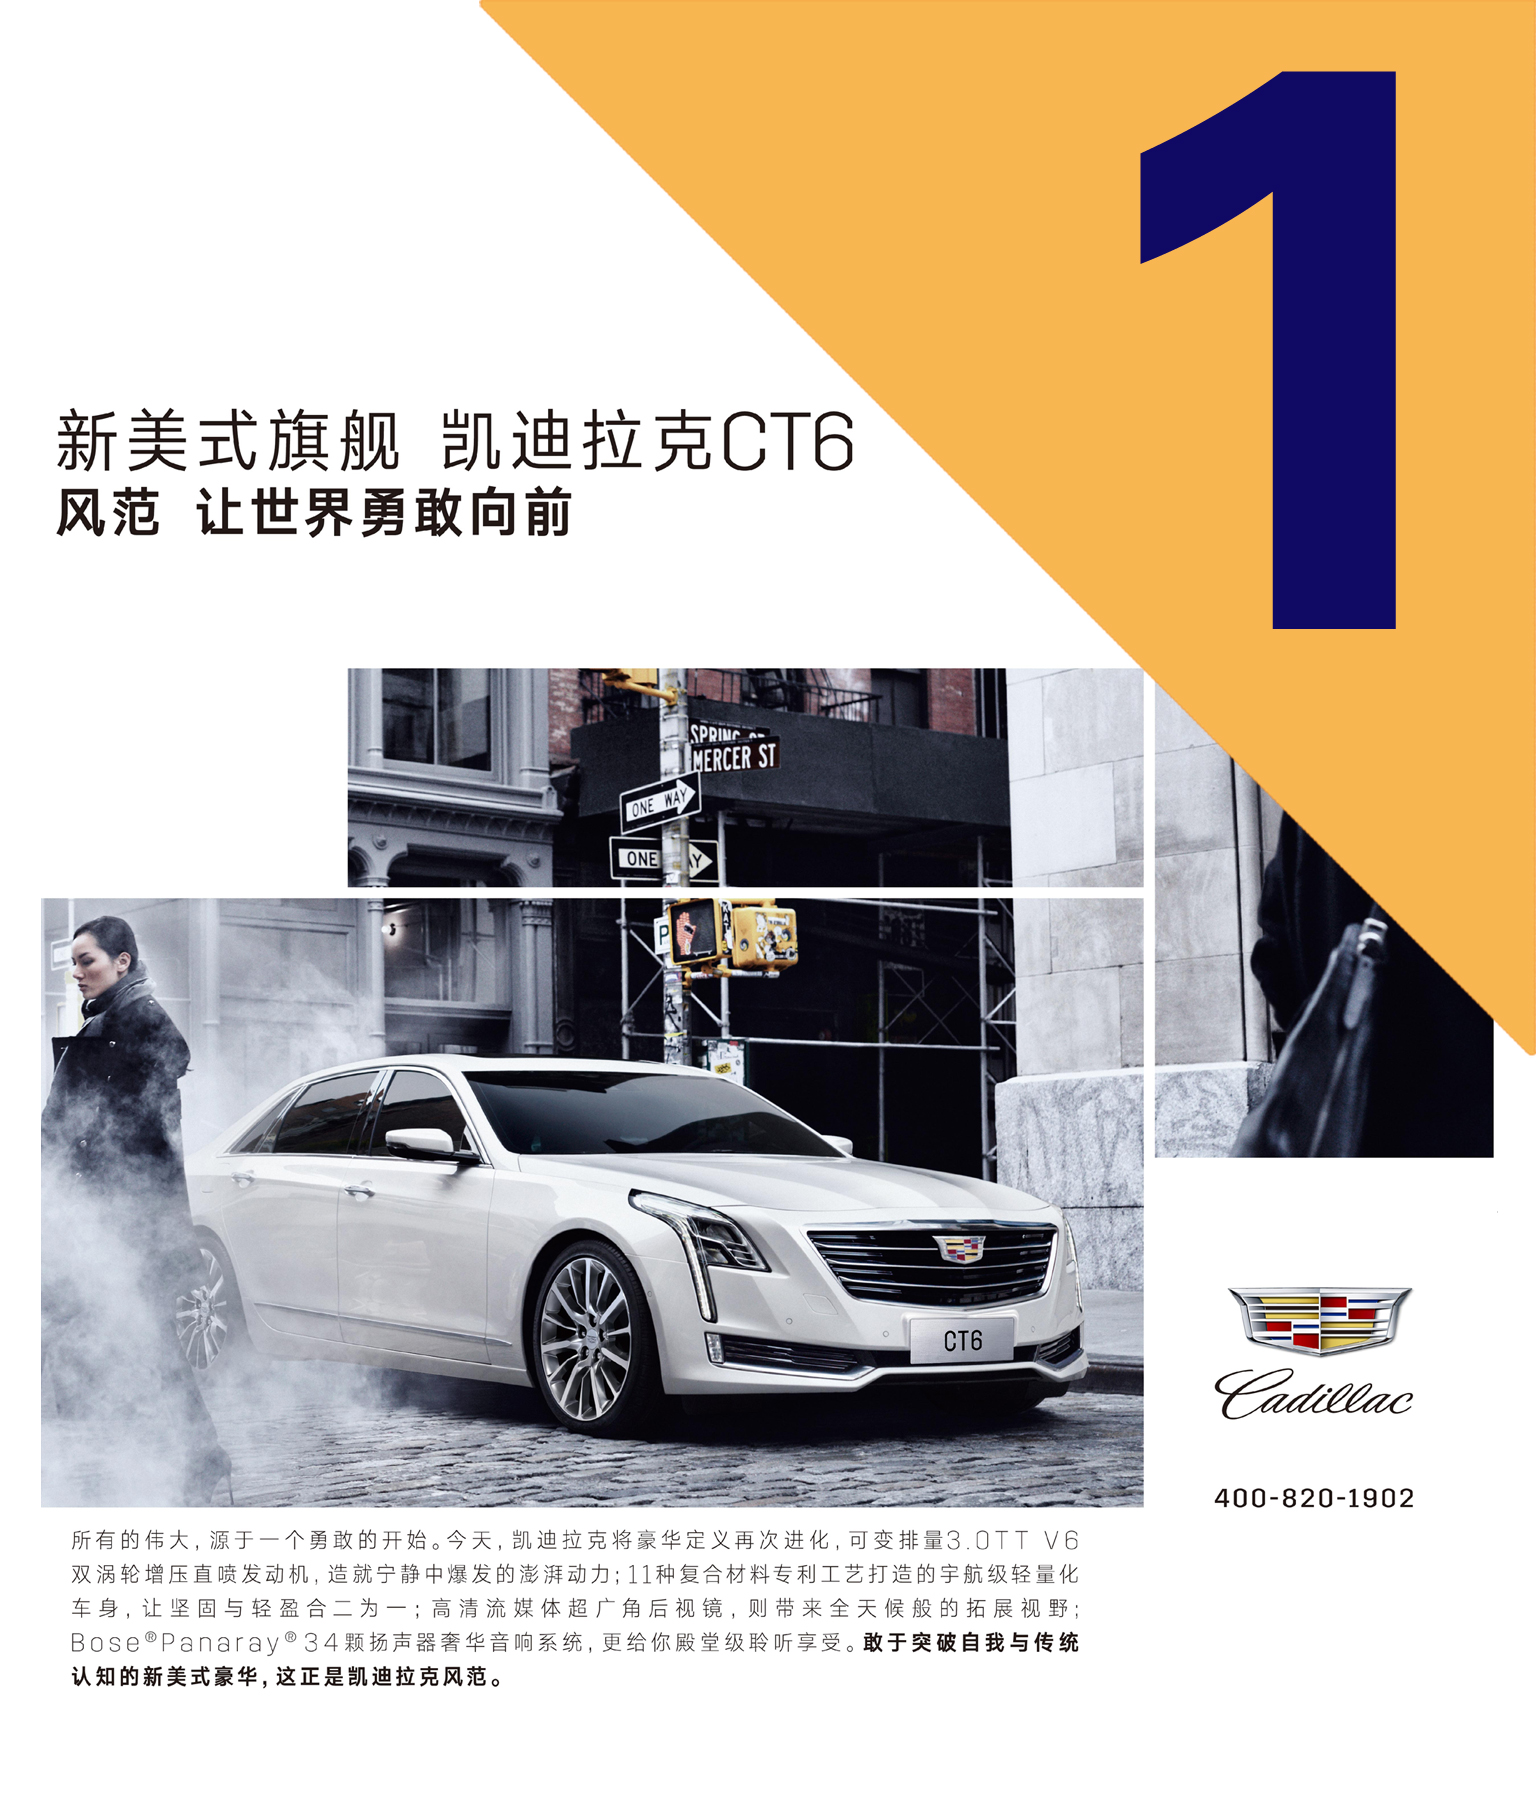 1
新美式旗舰 凯迪拉克CT6
风范 让世界勇敢向前
SPRING ST
MERCER ST
ONE WAY
ONE WAY
P
CT6
Cadillac
400-820-1902
所有的伟大，源于一个勇敢的开始。今天，凯迪拉克将豪华定义再次进化，可变排量3.0TT V6
双涡轮增压直喷发动机，造就宁静中爆发的澎湃动力；11种复合材料专利工艺打造的宇航级轻量化
车身，让坚固与轻盈合二为一；高清流媒体超广角后视镜，则带来全天候般的拓展视野；
Bose®Panaray®34颗扬声器奢华音响系统，更给你殿堂级聆听享受。敢于突破自我与传统
认知的新美式豪华，这正是凯迪拉克风范。